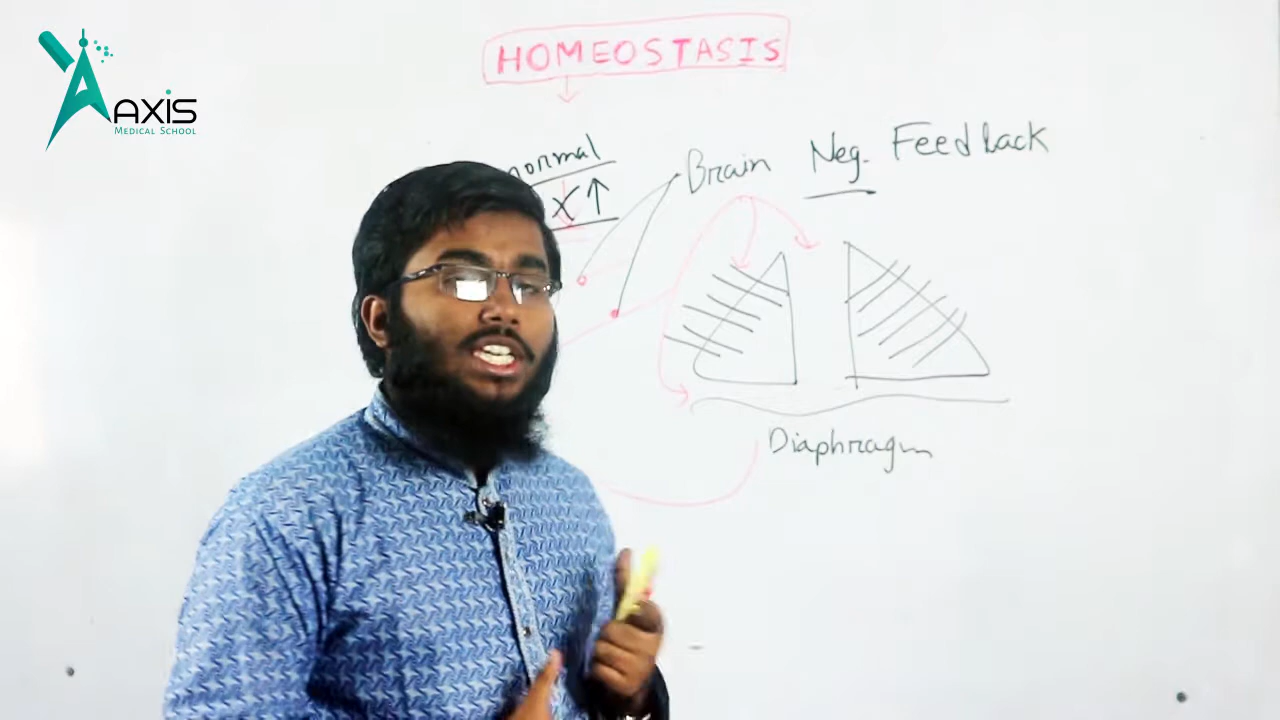 AXIS
MEDICAL SCHOOL
HOMEOSTASIS
normal
X↑
Brain
Neg. Feedback
Diaphragm